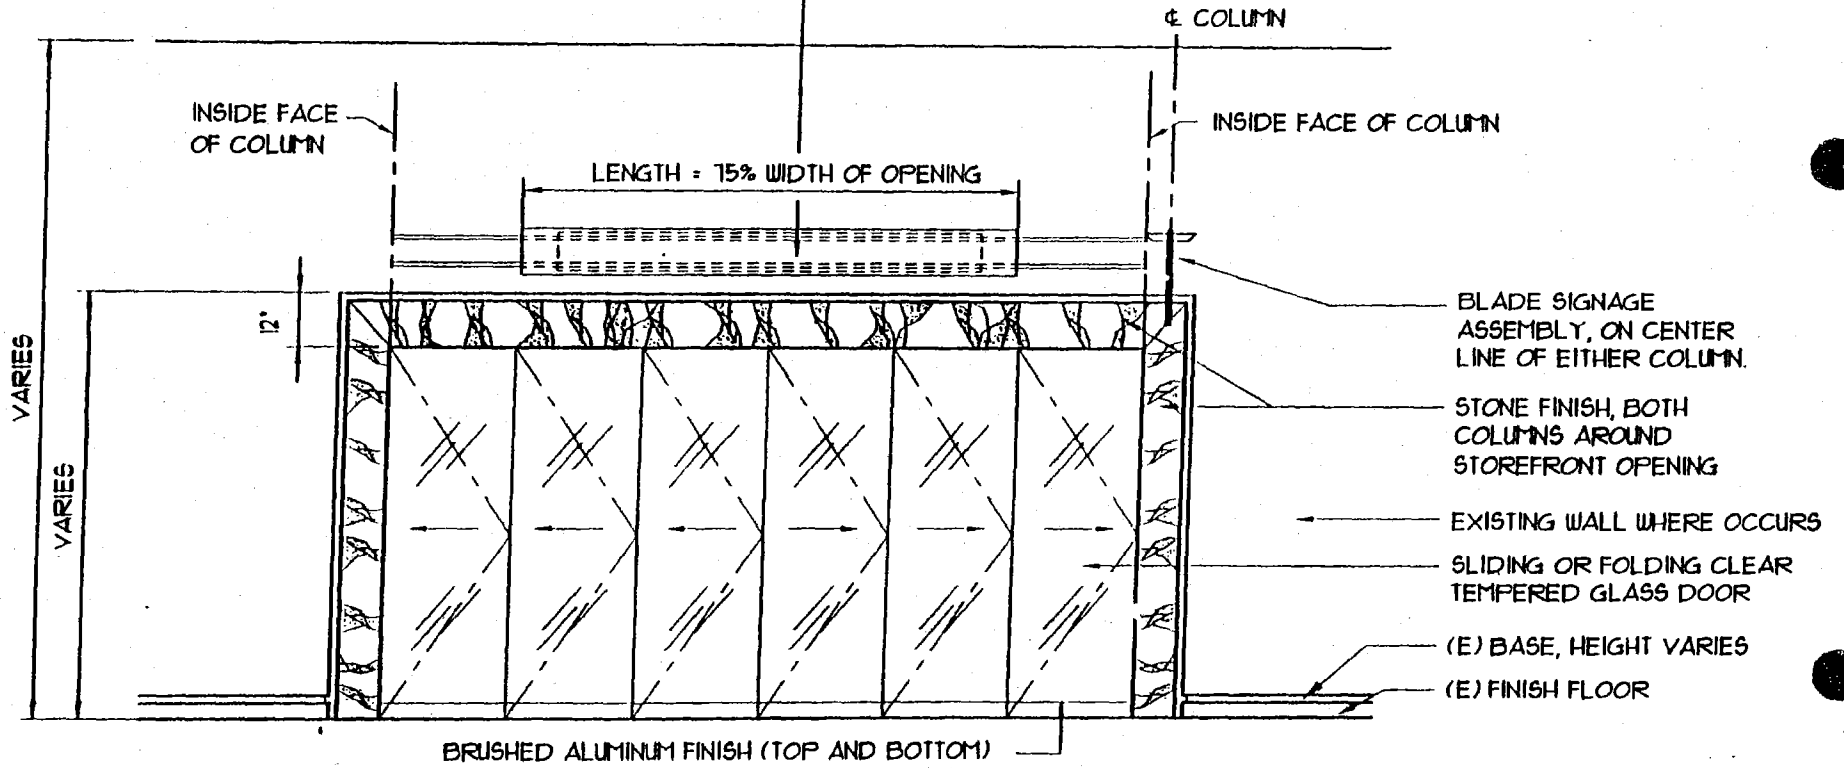 ℄ COLUMN
INSIDE FACE
OF COLUMN
INSIDE FACE OF COLUMN
LENGTH = 75% WIDTH OF OPENING
12"
VARIES
VARIES
BLADE SIGNAGE
ASSEMBLY, ON CENTER
LINE OF EITHER COLUMN.
STONE FINISH, BOTH
COLUMNS AROUND
STOREFRONT OPENING
EXISTING WALL WHERE OCCURS
SLIDING OR FOLDING CLEAR
TEMPERED GLASS DOOR
(E) BASE, HEIGHT VARIES
(E) FINISH FLOOR
BRUSHED ALUMINUM FINISH (TOP AND BOTTOM)